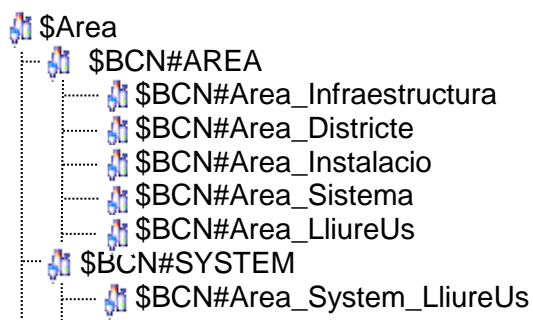 $Area
$BCN#AREA
$BCN#Area_Infraestructura
$BCN#Area_Districte
$BCN#Area_Instalacio
$BCN#Area_Sistema
$BCN#Area_LliureUs
$BCN#SYSTEM
$BCN#Area_System_LliureUs